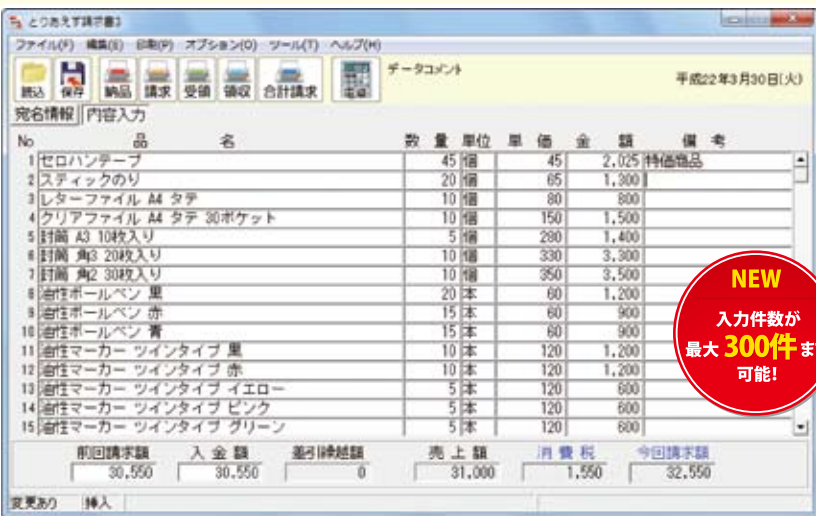 とりあえず請求書3
ファイル(F) 編集(E) 印刷(P) オプション(O) ツール(T) ヘルプ(H)
読込 保存 納品 請求 受領 領収 合計請求 電卓 データコメント 平成22年3月30日(火)
宛名情報 内容入力
No 品名 数量 単位 単価 金額 備考
1 セロハンテープ 45 個 45 2,025 特価商品
2 スティックのり 20 個 65 1,300
3 レターファイル A4 タテ 10 個 80 800
4 クリアファイル A4 タテ 30ポケット 10 個 150 1,500
5 封筒 A3 10枚入り 5 個 280 1,400
6 封筒 角3 20枚入り 10 個 330 3,300
7 封筒 角2 30枚入り 10 個 350 3,500
8 油性ボールペン 黒 20 本 60 1,200
9 油性ボールペン 赤 15 本 60 900
10 油性ボールペン 青 15 本 60 900
11 油性マーカー ツインタイプ 黒 10 本 120 1,200
12 油性マーカー ツインタイプ 赤 10 本 120 1,200
13 油性マーカー ツインタイプ イエロー 5 本 120 600
14 油性マーカー ツインタイプ ピンク 5 本 120 600
15 油性マーカー ツインタイプ グリーン 5 本 120 600
NEW
入力件数が
最大300件ま
可能!
前回請求額 入金額 差引繰越額 売上額 消費税 今回請求額
30,550 30,550 0 31,000 1,550 32,550
変更あり 挿入